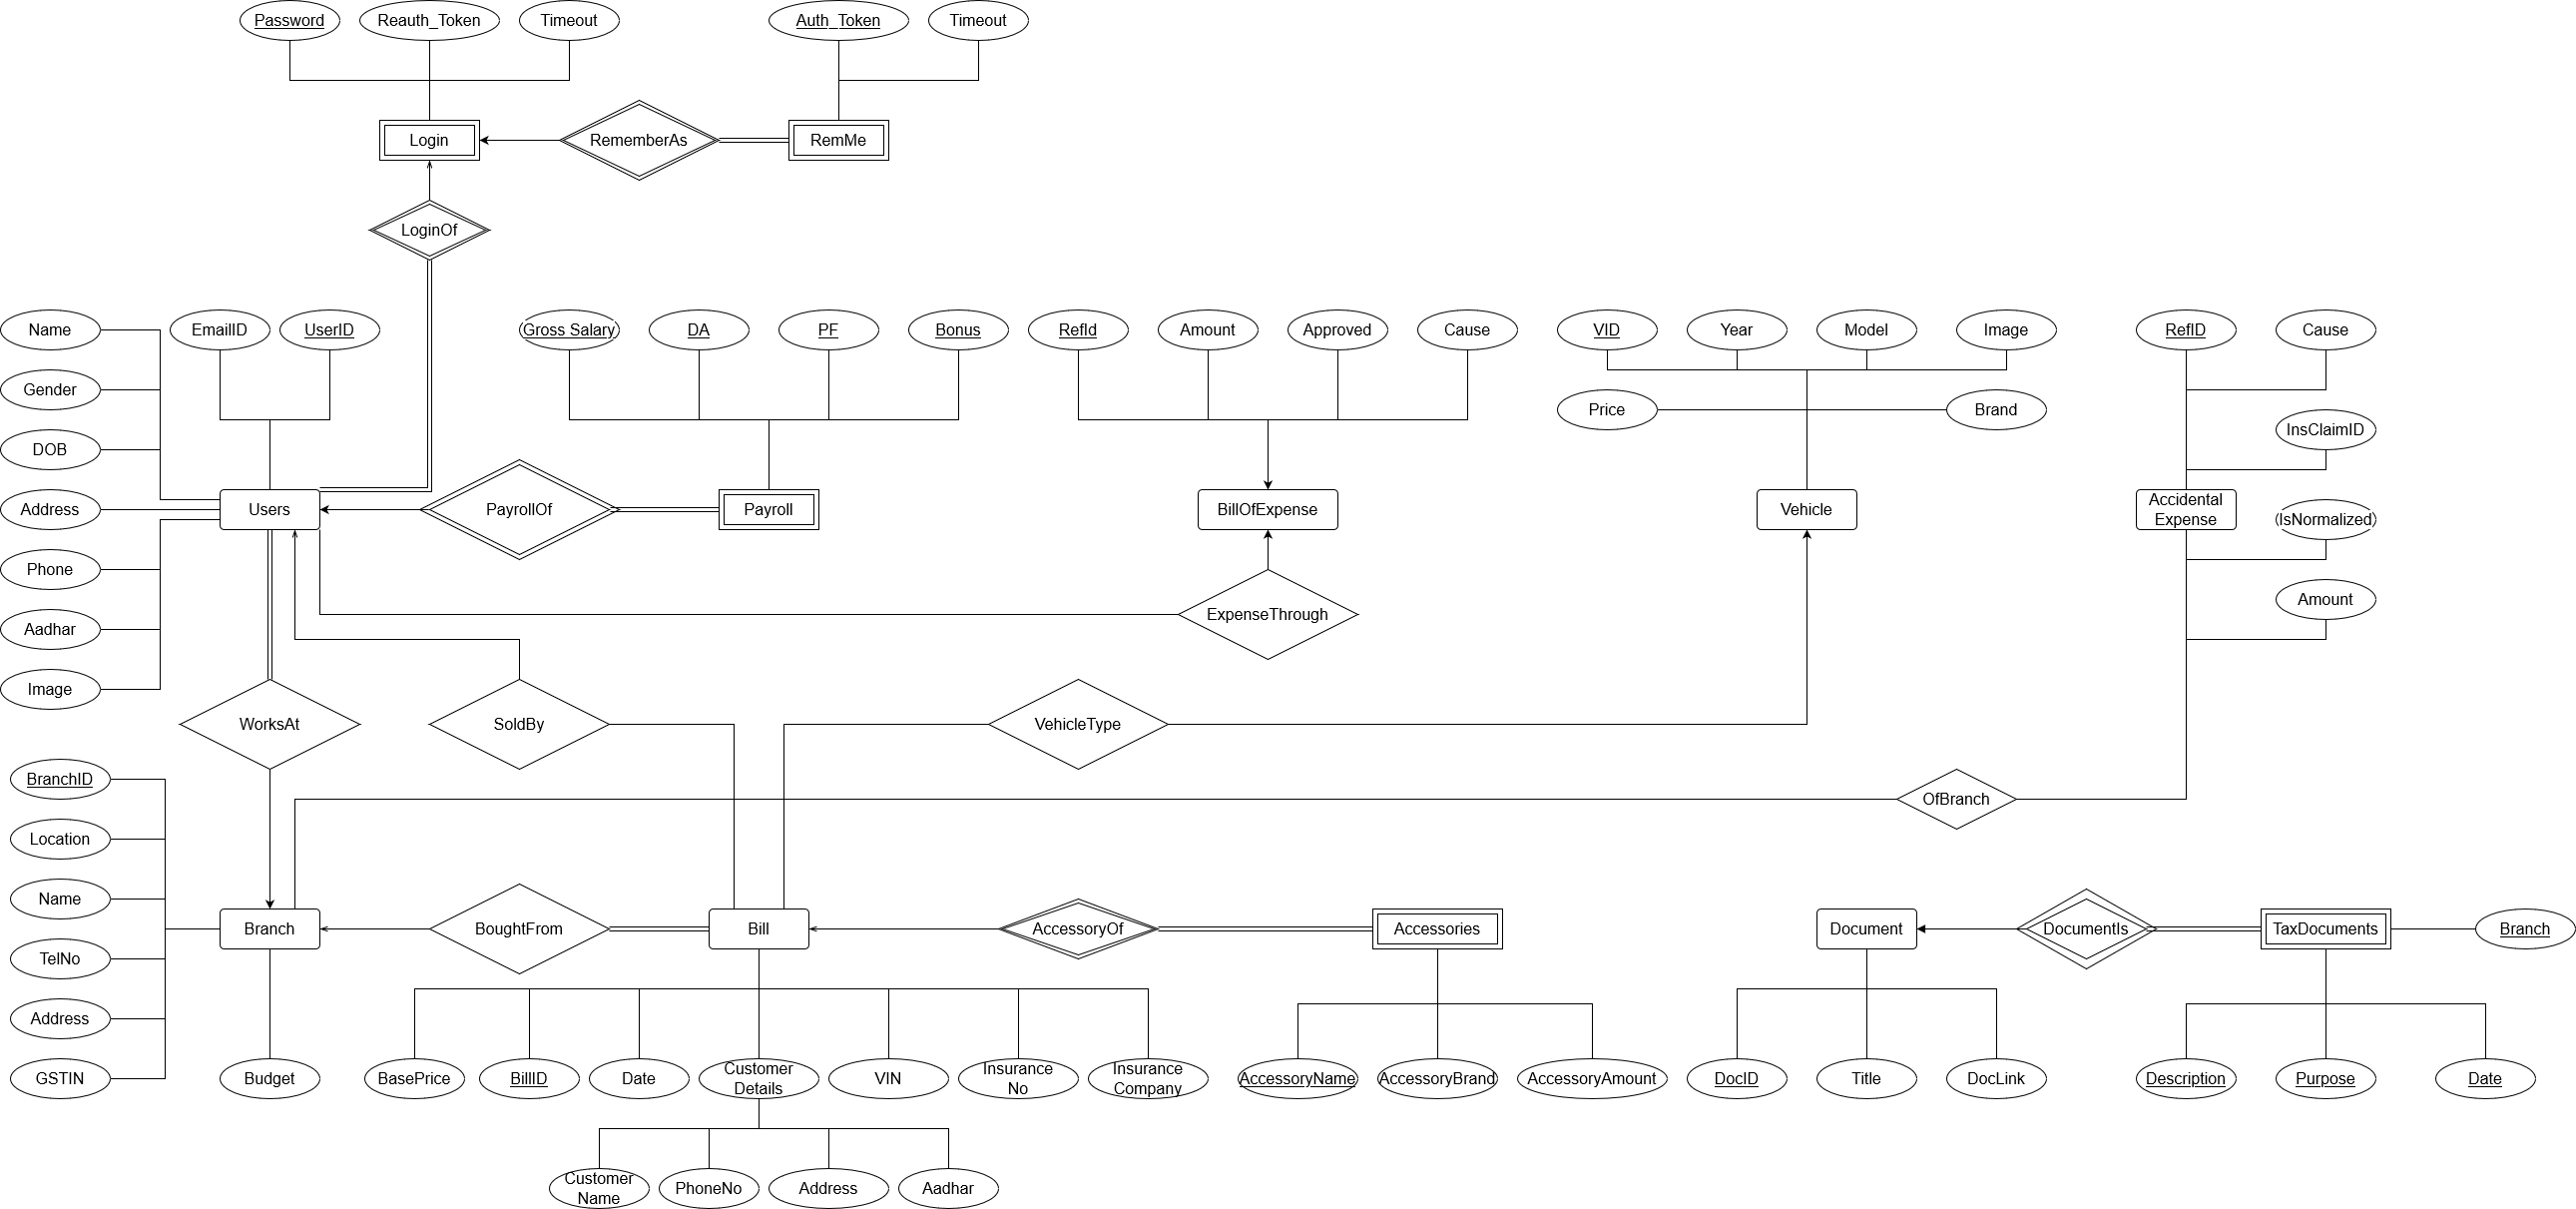 Password
Reauth_Token
Timeout
Auth_Token
Timeout
Login
RememberAs
RemMe
LoginOf
Name
EmailID
UserID
Gross Salary
DA
PF
Bonus
RefId
Amount
Approved
Cause
VID
Year
Model
Image
RefID
Cause
Gender
Price
Brand
InsClaimID
DOB
Address
Users
PayrollOf
Payroll
BillOfExpense
Vehicle
Accidental
Expense
(IsNormalized)
Phone
Amount
Aadhar
ExpenseThrough
Image
WorksAt
SoldBy
VehicleType
BranchID
OfBranch
Location
Name
Branch
BoughtFrom
Bill
AccessoryOf
Accessories
Document
DocumentIs
TaxDocuments
Branch
TelNo
Address
GSTIN
Budget
BasePrice
BillID
Date
Customer
Details
VIN
Insurance
No
Insurance
Company
AccessoryName
AccessoryBrand
AccessoryAmount
DocID
Title
DocLink
Description
Purpose
Date
Customer
Name
PhoneNo
Address
Aadhar